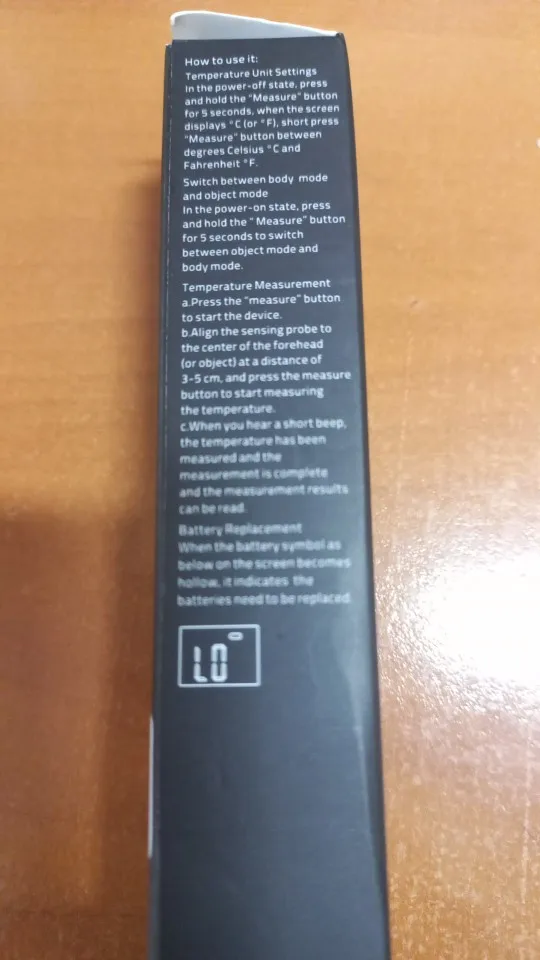 How to use it:
Temperature Unit Settings
In the power-off state, press
and hold the "Measure" button
for 5 seconds, when the screen
displays °C (or °F), short press
"Measure" button between
degrees Celsius °C and
Fahrenheit °F.
Switch between body mode
and object mode
In the power-on state, press
and hold the " Measure" button
for 5 seconds to switch
between object mode and
body mode.
Temperature Measurement
a.Press the "measure" button
to start the device.
b.Align the sensing probe to
the center of the forehead
(or object) at a distance of
3-5 cm, and press the measure
button to start measuring
the temperature.
c.When you hear a short beep,
the temperature has been
measured and the
measurement is complete
and the measurement results
can be read.
Battery Replacement
When the battery symbol as
below on the screen becomes
hollow, it indicates the
batteries need to be replaced.
LO